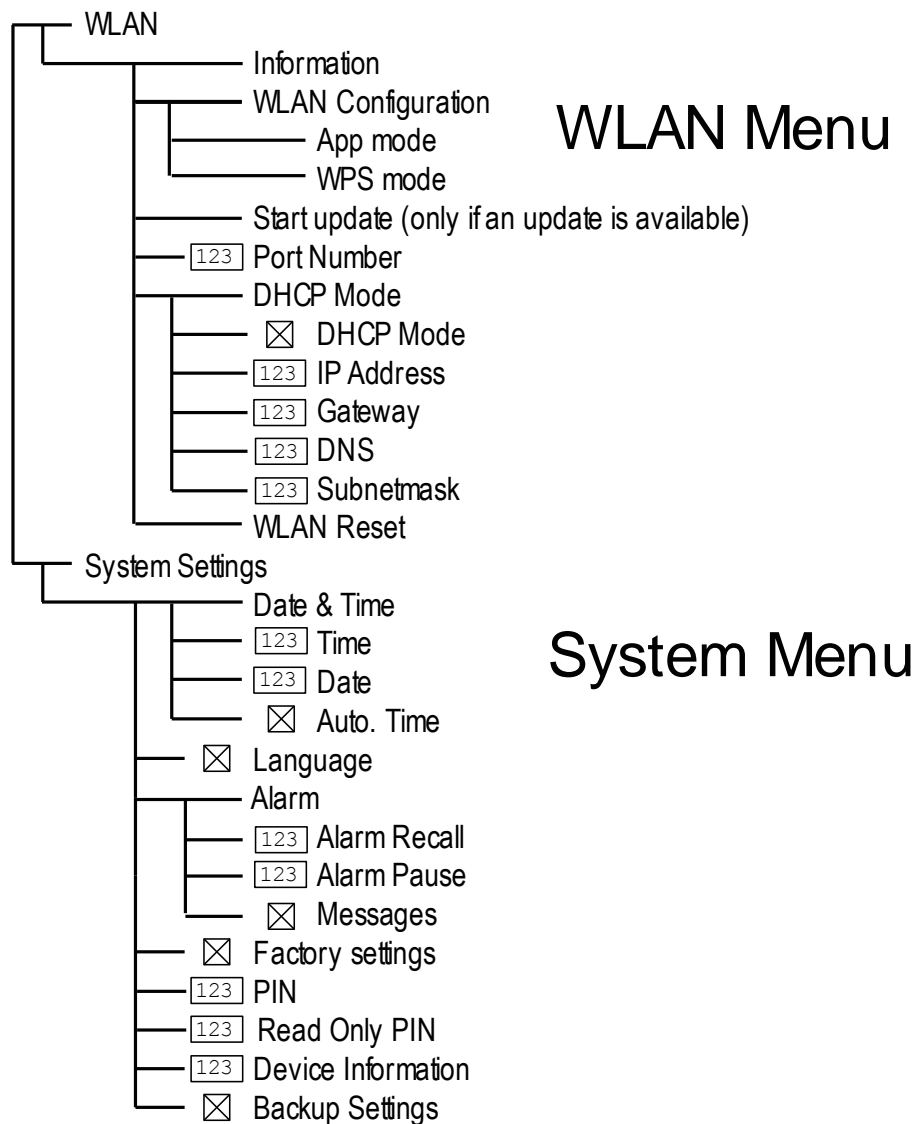 WLAN
Information
WLAN Configuration
WLAN Menu
App mode
WPS mode
Start update (only if an update is available)
123 Port Number
DHCP Mode
DHCP Mode
123 IP Address
123 Gateway
123 DNS
123 Subnetmask
WLAN Reset
System Settings
Date & Time
123 Time
System Menu
123 Date
Auto. Time
Language
Alarm
123 Alarm Recall
123 Alarm Pause
Messages
Factory settings
123 PIN
123 Read Only PIN
123 Device Information
Backup Settings